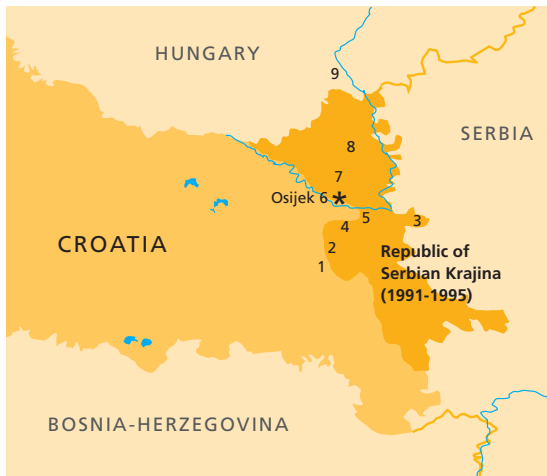 HUNGARY
9
SERBIA
8
7
Osijek 6 *
5
3
4
CROATIA
2
Republic of
Serbian Krajina
(1991-1995)
1
BOSNIA-HERZEGOVINA